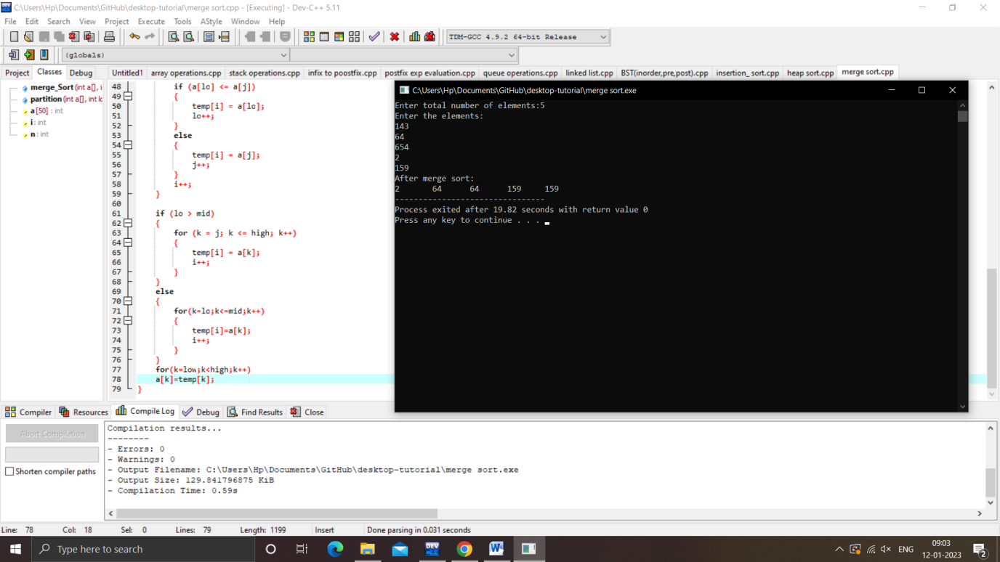 C:\Users\Hp\Documents\GitHub\desktop-tutorial\merge sort.cpp - [Executing] - Dev-C++ 5.11
File Edit Search View Project Execute Tools AStyle Window Help
TDM-GCC 4.9.2 64-bit Release
(globals)
Project Classes Debug
Untitled1 array operations.cpp stack operations.cpp infix to poostfix.cpp postfix exp evaluation.cpp queue operations.cpp linked list.cpp BST(inorder,pre,post).cpp insertion_ sort.cpp heap sort.cpp merge sort.cpp
merge_Sort (int a[], i
partition (int a[], int lc
a [50] : int
i : int
n : int
48 if (a[lo] <= a[j])
49 {
50 temp[i] = a[lo];
51 lo++;
52 }
53 else
54 {
55 temp[i] = a[j];
56 j++;
57 }
58 i++;
59 }
60
61 if (lo > mid)
62 {
63 for (k = j; k <= high; k++)
64 {
65 temp[i] = a[k];
66 i++;
67 }
68 }
69 else
70 {
71 for(k=lo;k<=mid;k++)
72 {
73 temp[i]=a[k];
74 i++;
75 }
76 }
77 for(k=low;k<high;k++)
78 a[k]=temp[k];
79 }
C:\Users\Hp\Documents\GitHub\desktop-tutorial\merge sort.exe
Enter total number of elements:5
Enter the elements:
143
64
654
2
159
After merge sort:
2 64 64 159 159
--------------------------------
Process exited after 19.82 seconds with return value 0
Press any key to continue . . .
Compiler Resources Compile Log Debug Find Results Close
Abort Compilation
Shorten compiler paths
Compilation results...
--------
- Errors: 0
- Warnings: 0
- Output Filename: C:\Users\Hp\Documents\GitHub\desktop-tutorial\merge sort.exe
- Output Size: 129.841796875 KiB
- Compilation Time: 0.59s
Line: 78 Col: 18 Sel: 0 Lines: 79 Length: 1199 Insert Done parsing in 0.031 seconds
Type here to search
DEV
W
ENG
09:03
12-01-2023
2